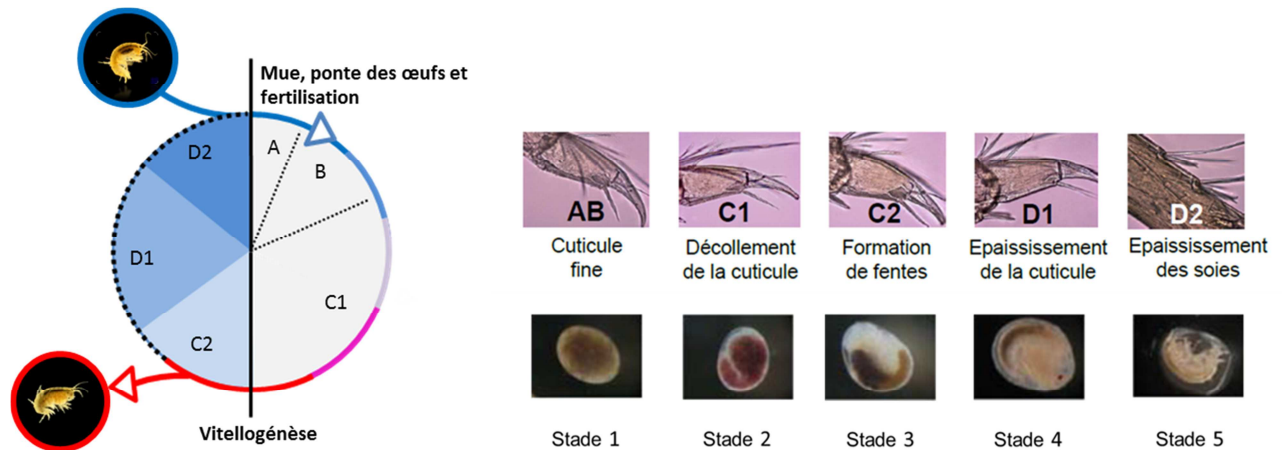 Mue, ponte des œufs et
fertilisation
A
D2
B
D1
C1
C2
Vitellogénèse
AB
C1
C2
D1
D2
Cuticule
fine
Décollement
de la cuticule
Formation
de fentes
Epaississement
de la cuticule
Epaississement
des soies
Stade 1
Stade 2
Stade 3
Stade 4
Stade 5